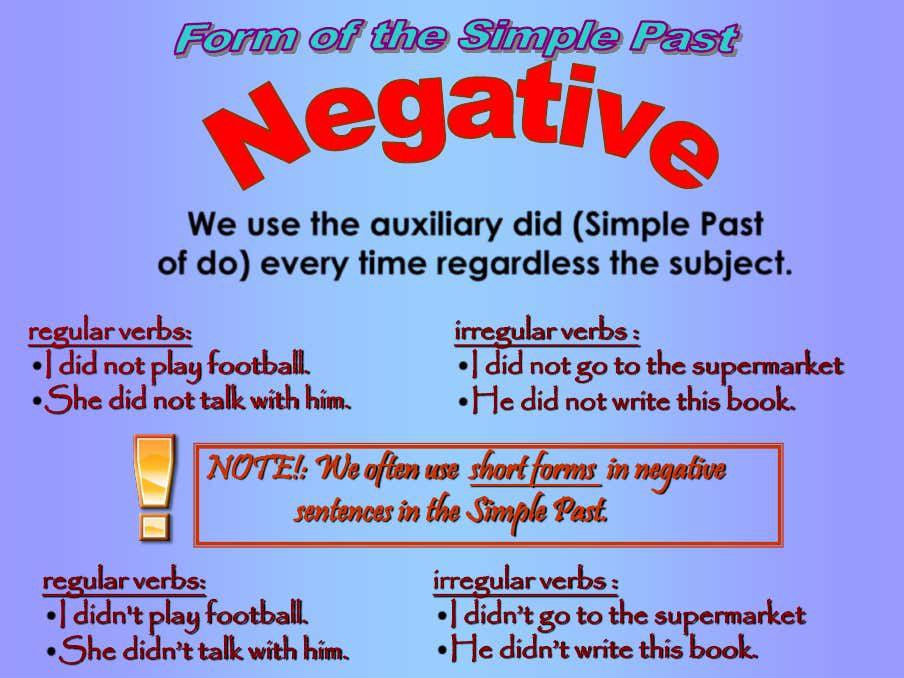 Form of the Simple Past
Negative
We use the auxiliary did (Simple Past
of do) every time regardless the subject.
regular verbs:
•I did not play football.
•She did not talk with him.
irregular verbs :
•I did not go to the supermarket
•He did not write this book.
NOTE!: We often use short forms in negative
sentences in the Simple Past.
regular verbs:
•I didn't play football.
•She didn’t talk with him.
irregular verbs :
•I didn’t go to the supermarket
•He didn’t write this book.